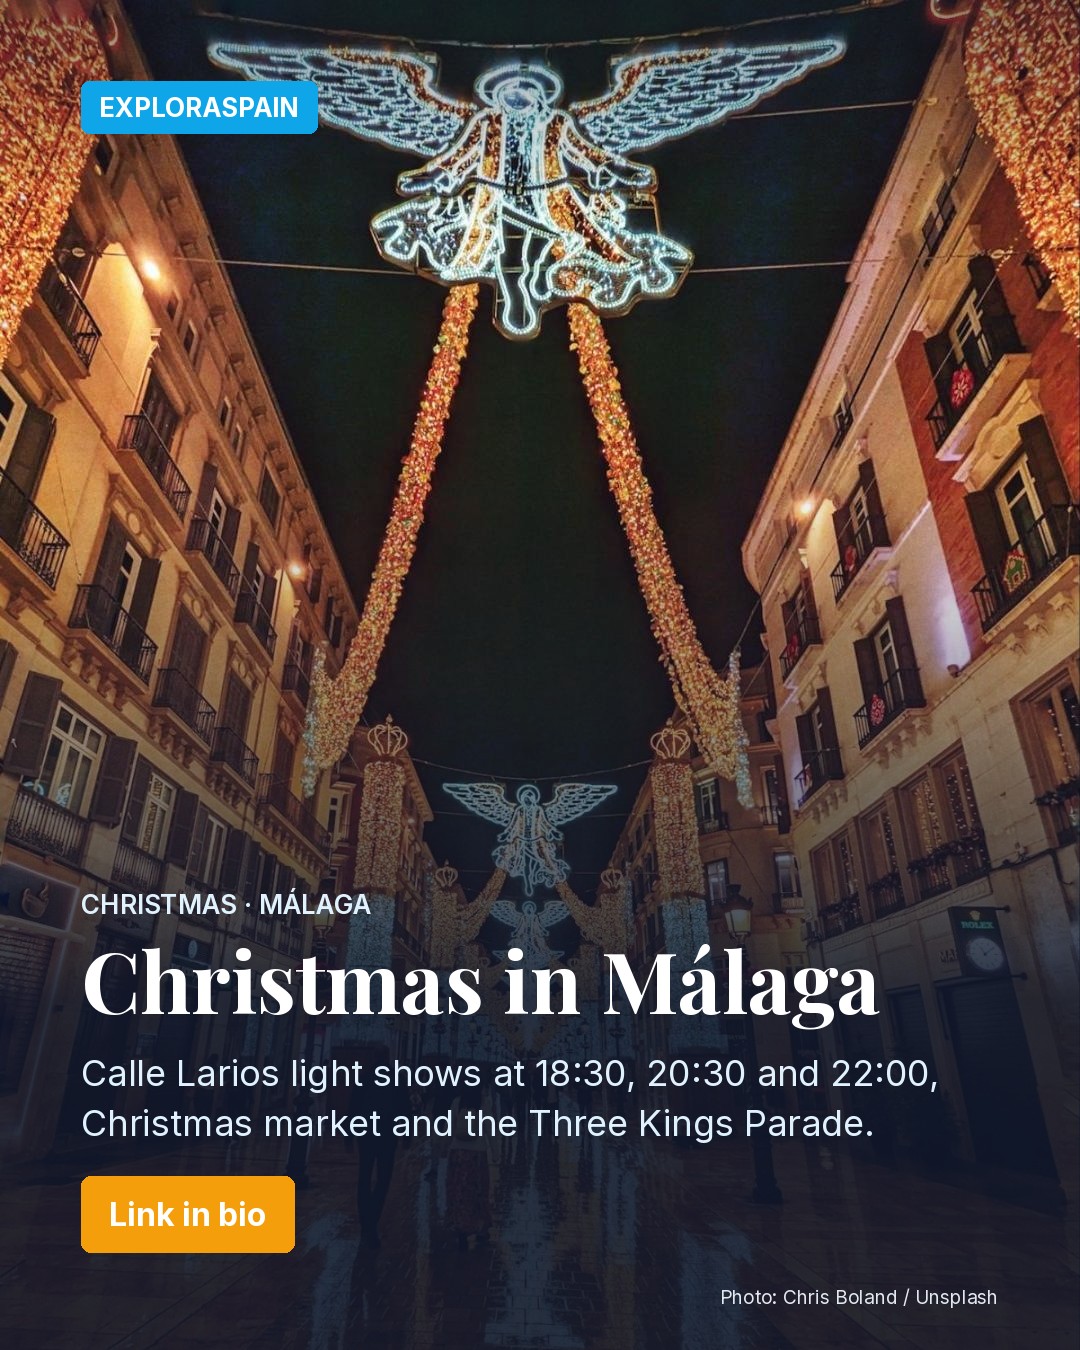 EXPLORASPAIN
ROLEX
CHRISTMAS · MÁLAGA
Christmas in Málaga
Calle Larios light shows at 18:30, 20:30 and 22:00,
Christmas market and the Three Kings Parade.
Link in bio
Photo: Chris Boland / Unsplash